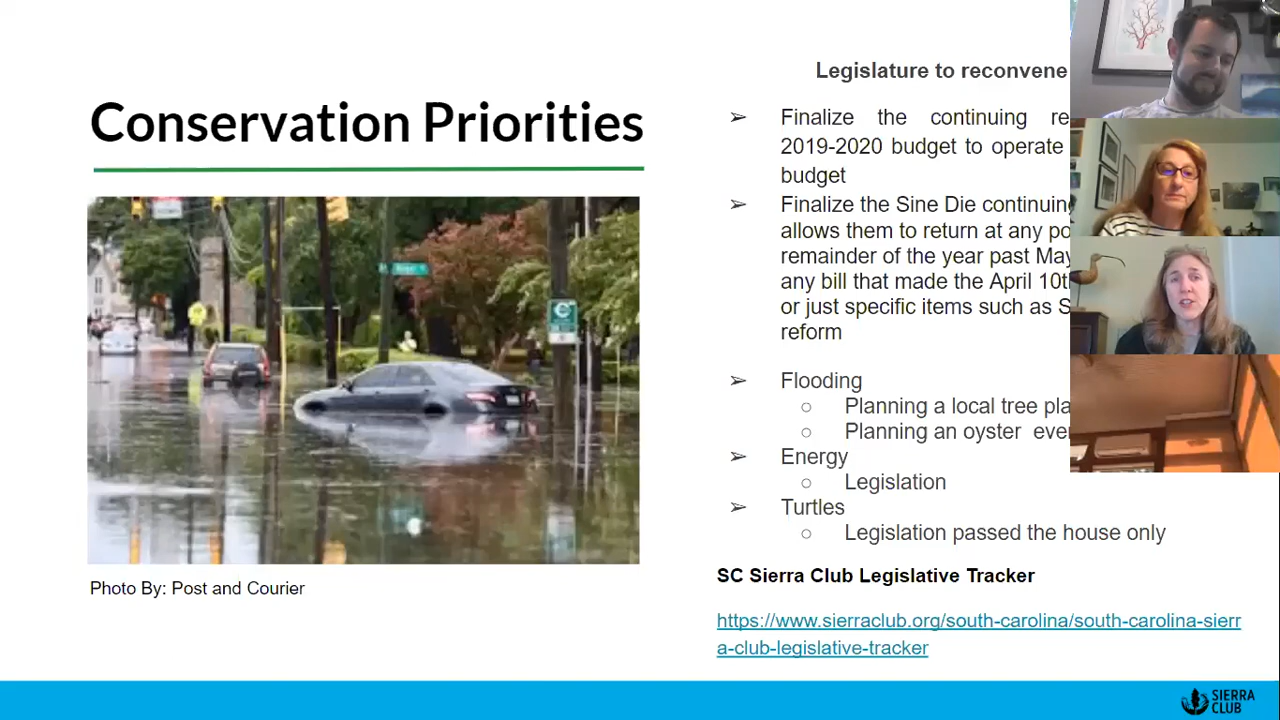 Conservation Priorities
Photo By: Post and Courier
Legislature to reconvene
➢ Finalize the continuing re
2019-2020 budget to operate
budget
➢ Finalize the Sine Die continuin
allows them to return at any po
remainder of the year past May
any bill that made the April 10t
or just specific items such as S
reform
➢ Flooding
○ Planning a local tree pla
○ Planning an oyster eve
➢ Energy
○ Legislation
➢ Turtles
○ Legislation passed the house only
SC Sierra Club Legislative Tracker
https://www.sierraclub.org/south-carolina/south-carolina-sierr
a-club-legislative-tracker
SIERRA
CLUB